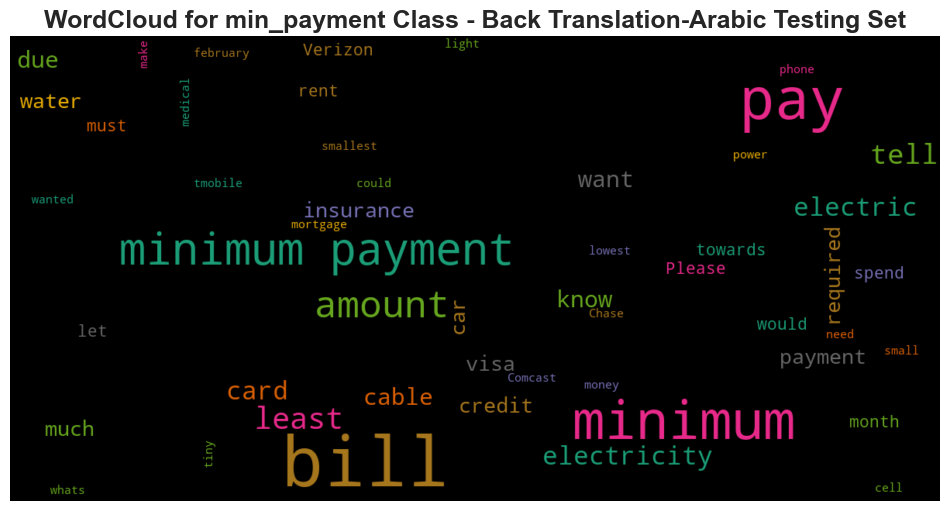 WordCloud for min_payment Class - Back Translation-Arabic Testing Set
light
make
february
Verizon
due
phone
medical
rent
water
pay
must
smallest
power
tell
tmobile
could
want
wanted
insurance
electric
mortgage
minimum payment
lowest
towards
Please
required
spend
amount
know
car
Chase
let
would
need
payment
small
visa
Comcast
money
card
cable
credit
least
minimum
month
much
tiny
bill
electricity
whats
cell